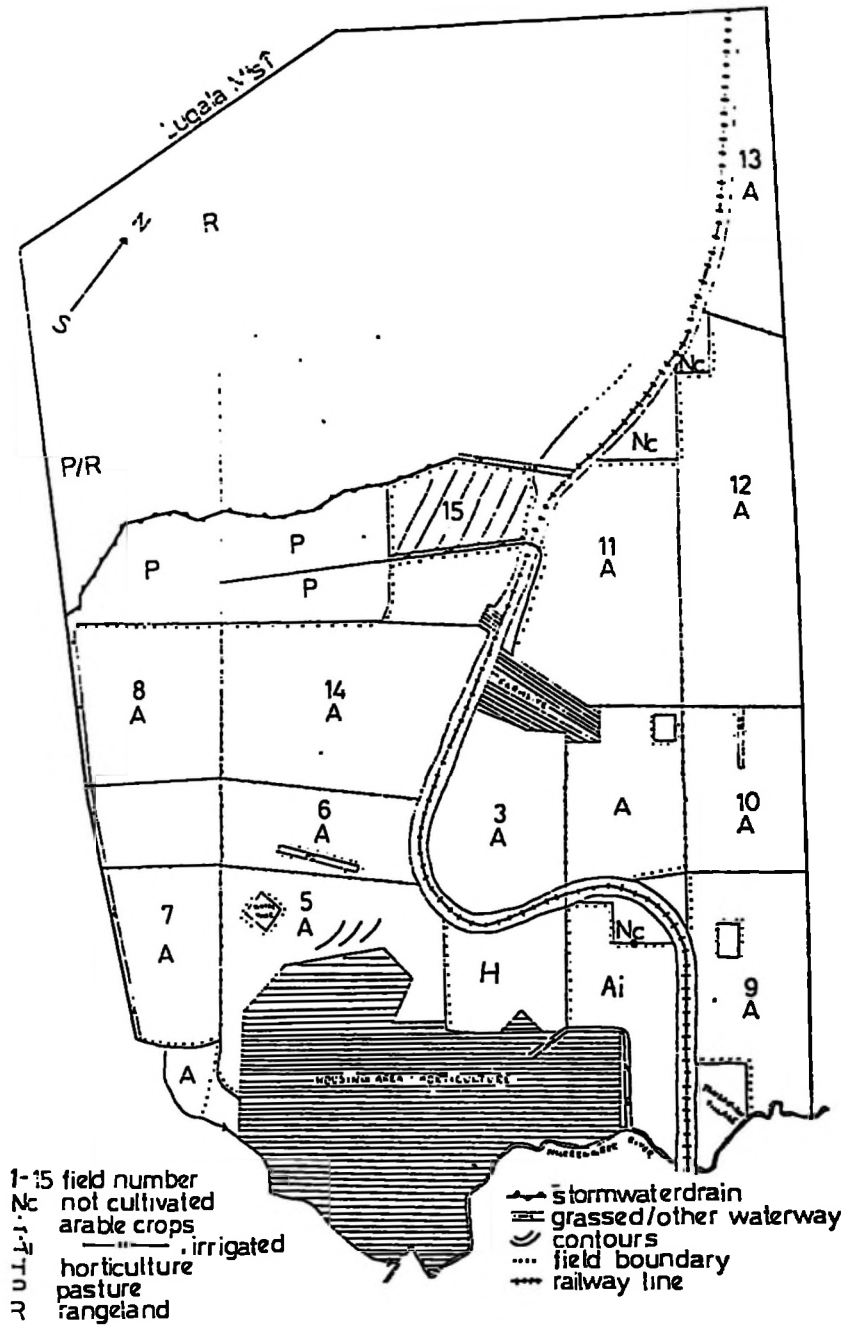 N
S
R
13
A
Nc
Nc
P/R
12
A
15
P
P
P
11
A
8
A
14
A
6
A
3
A
A
10
A
5
A
7
A
Nc
H
Ai
9
A
A
HOUSING AREA HORTICULTURE
RIVER
1-15 field number
Nc not cultivated
arable crops
irrigated
horticulture
pasture
R rangeland
stormwaterdrain
grassed/other waterway
contours
field boundary
railway line